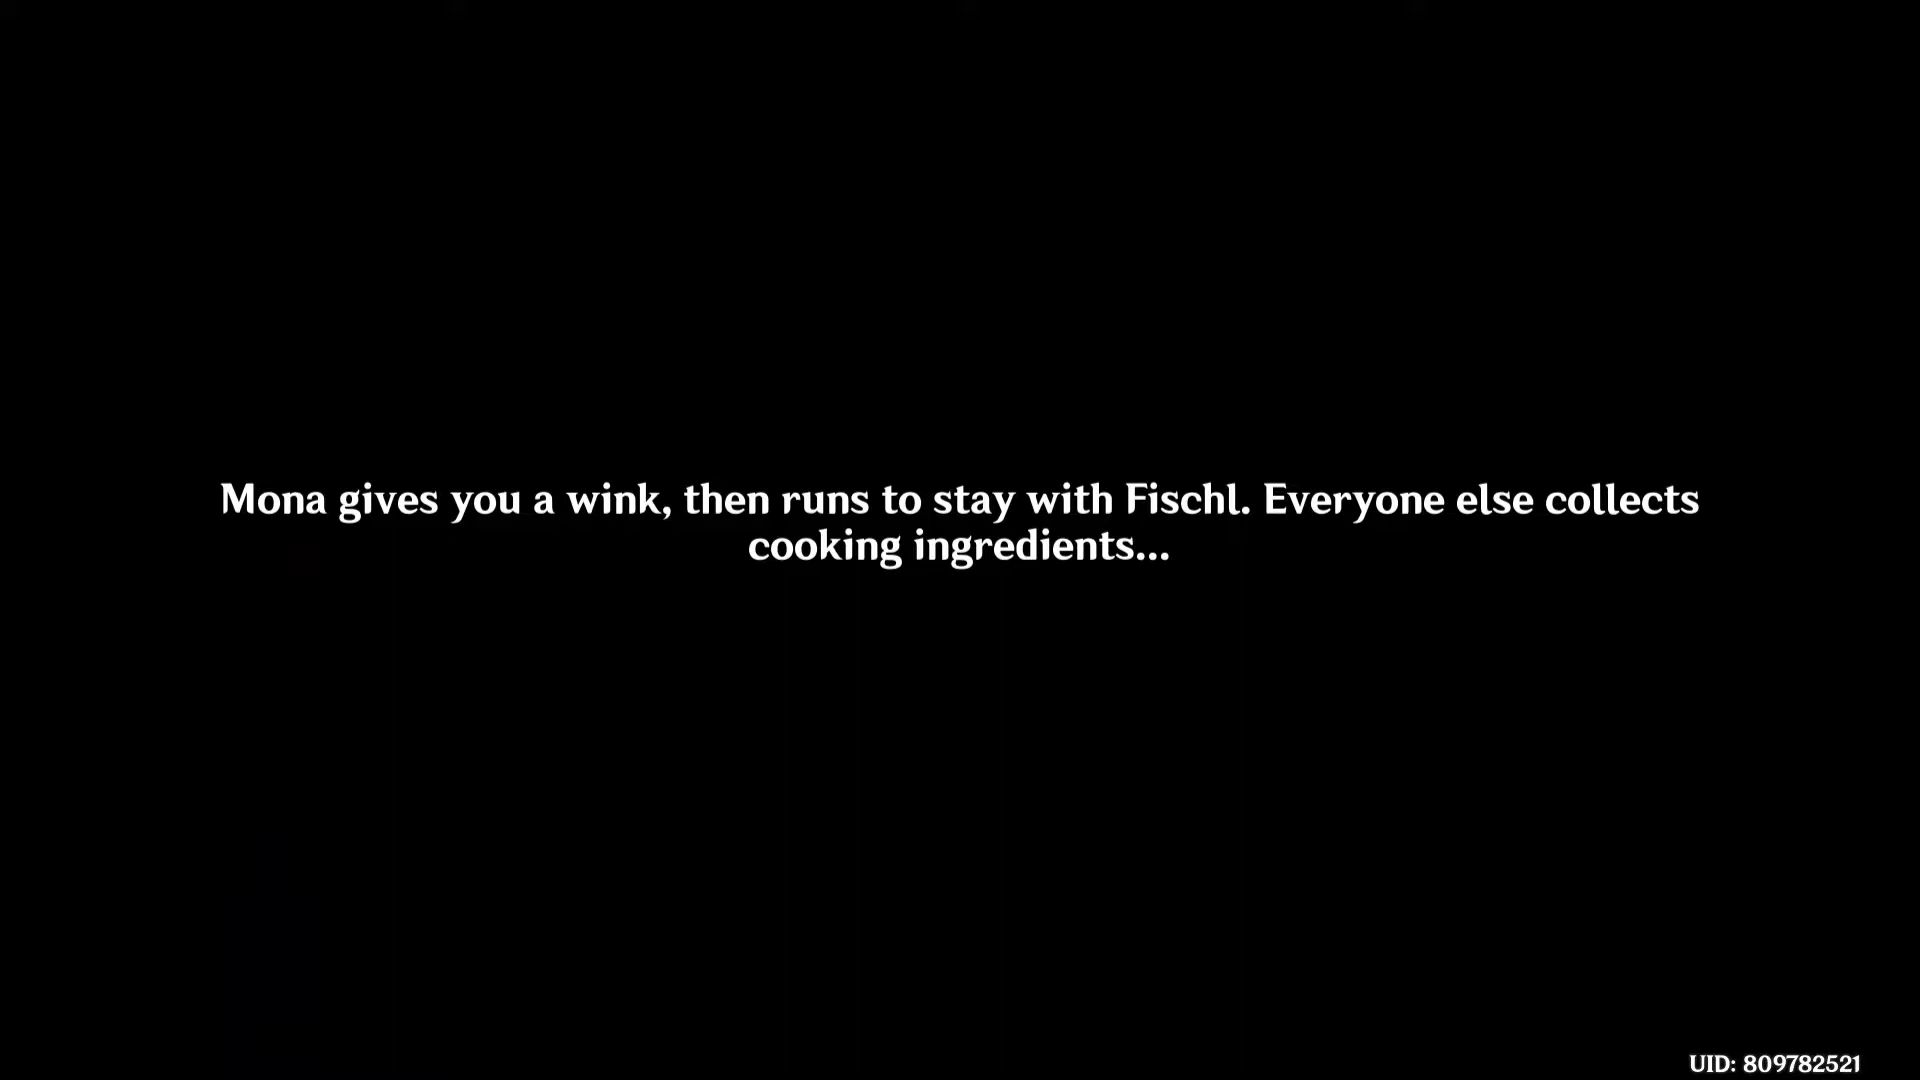 Mona gives you a wink, then runs to stay with Fischl. Everyone else collects
cooking ingredients...
UID: 809782521